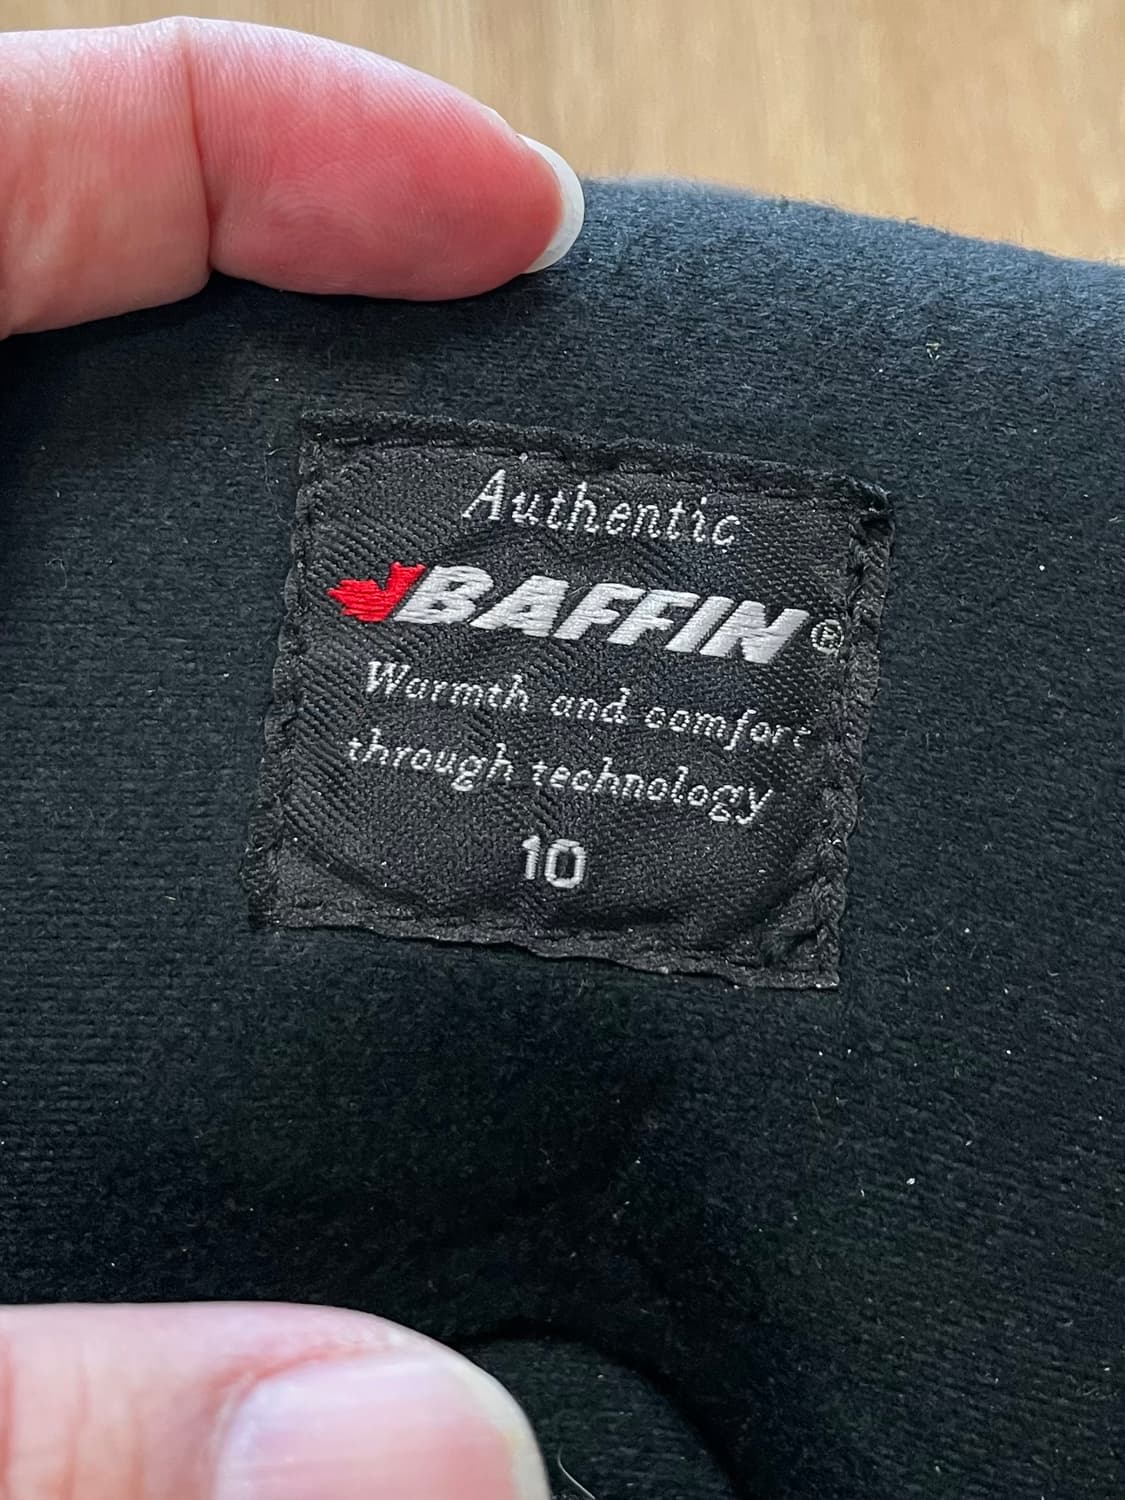 Authentic
BAFFIN®
Warmth and comfort
through technology
10